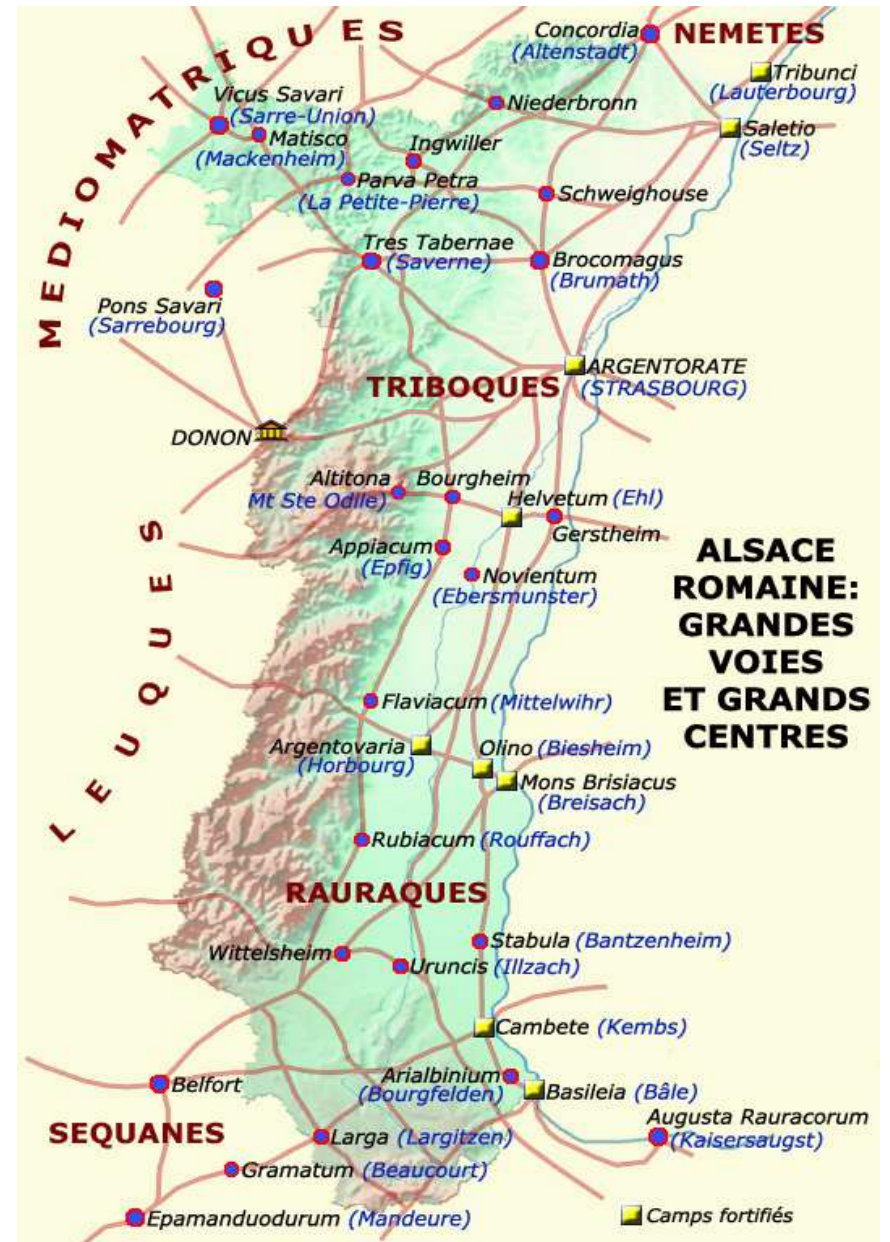 MEDIOMATRIQUES
Concordia
(Altenstadt)
NEMETES
Tribunci
(Lauterbourg)
Vicus Savari
(Sarre-Union)
Niederbronn
Matisco
(Mackenheim)
Ingwiller
Saletio
(Seltz)
Parva Petra
(La Petite-Pierre)
Schweighouse
Tres Tabernae
(Saverne)
Brocomagus
(Brumath)
Pons Savari
(Sarrebourg)
ARGENTORATE
(STRASBOURG)
TRIBOQUES
DONON
LEUQUES
Altitona
Mt Ste Odile)
Bourgheim
Helvetum (Ehl)
Gerstheim
Appiacum
(Epfig)
Novientum
(Ebersmunster)
ALSACE
ROMAINE:
GRANDES
VOIES
ET GRANDS
CENTRES
Flaviacum (Mittelwihr)
Argentovaria
(Horbourg)
Olino (Biesheim)
Mons Brisiacus
(Breisach)
Rubiacum (Rouffach)
RAURAQUES
Stabula (Bantzenheim)
Wittelsheim
Uruncis (Illzach)
Cambete (Kembs)
Belfort
Arialbinium
(Bourgfelden)
Basileia (Bâle)
Augusta Rauracorum
(Kaisersaugst)
SEQUANES
Larga (Largitzen)
Gramatum (Beaucourt)
Epamanduodurum (Mandeure)
Camps fortifiés